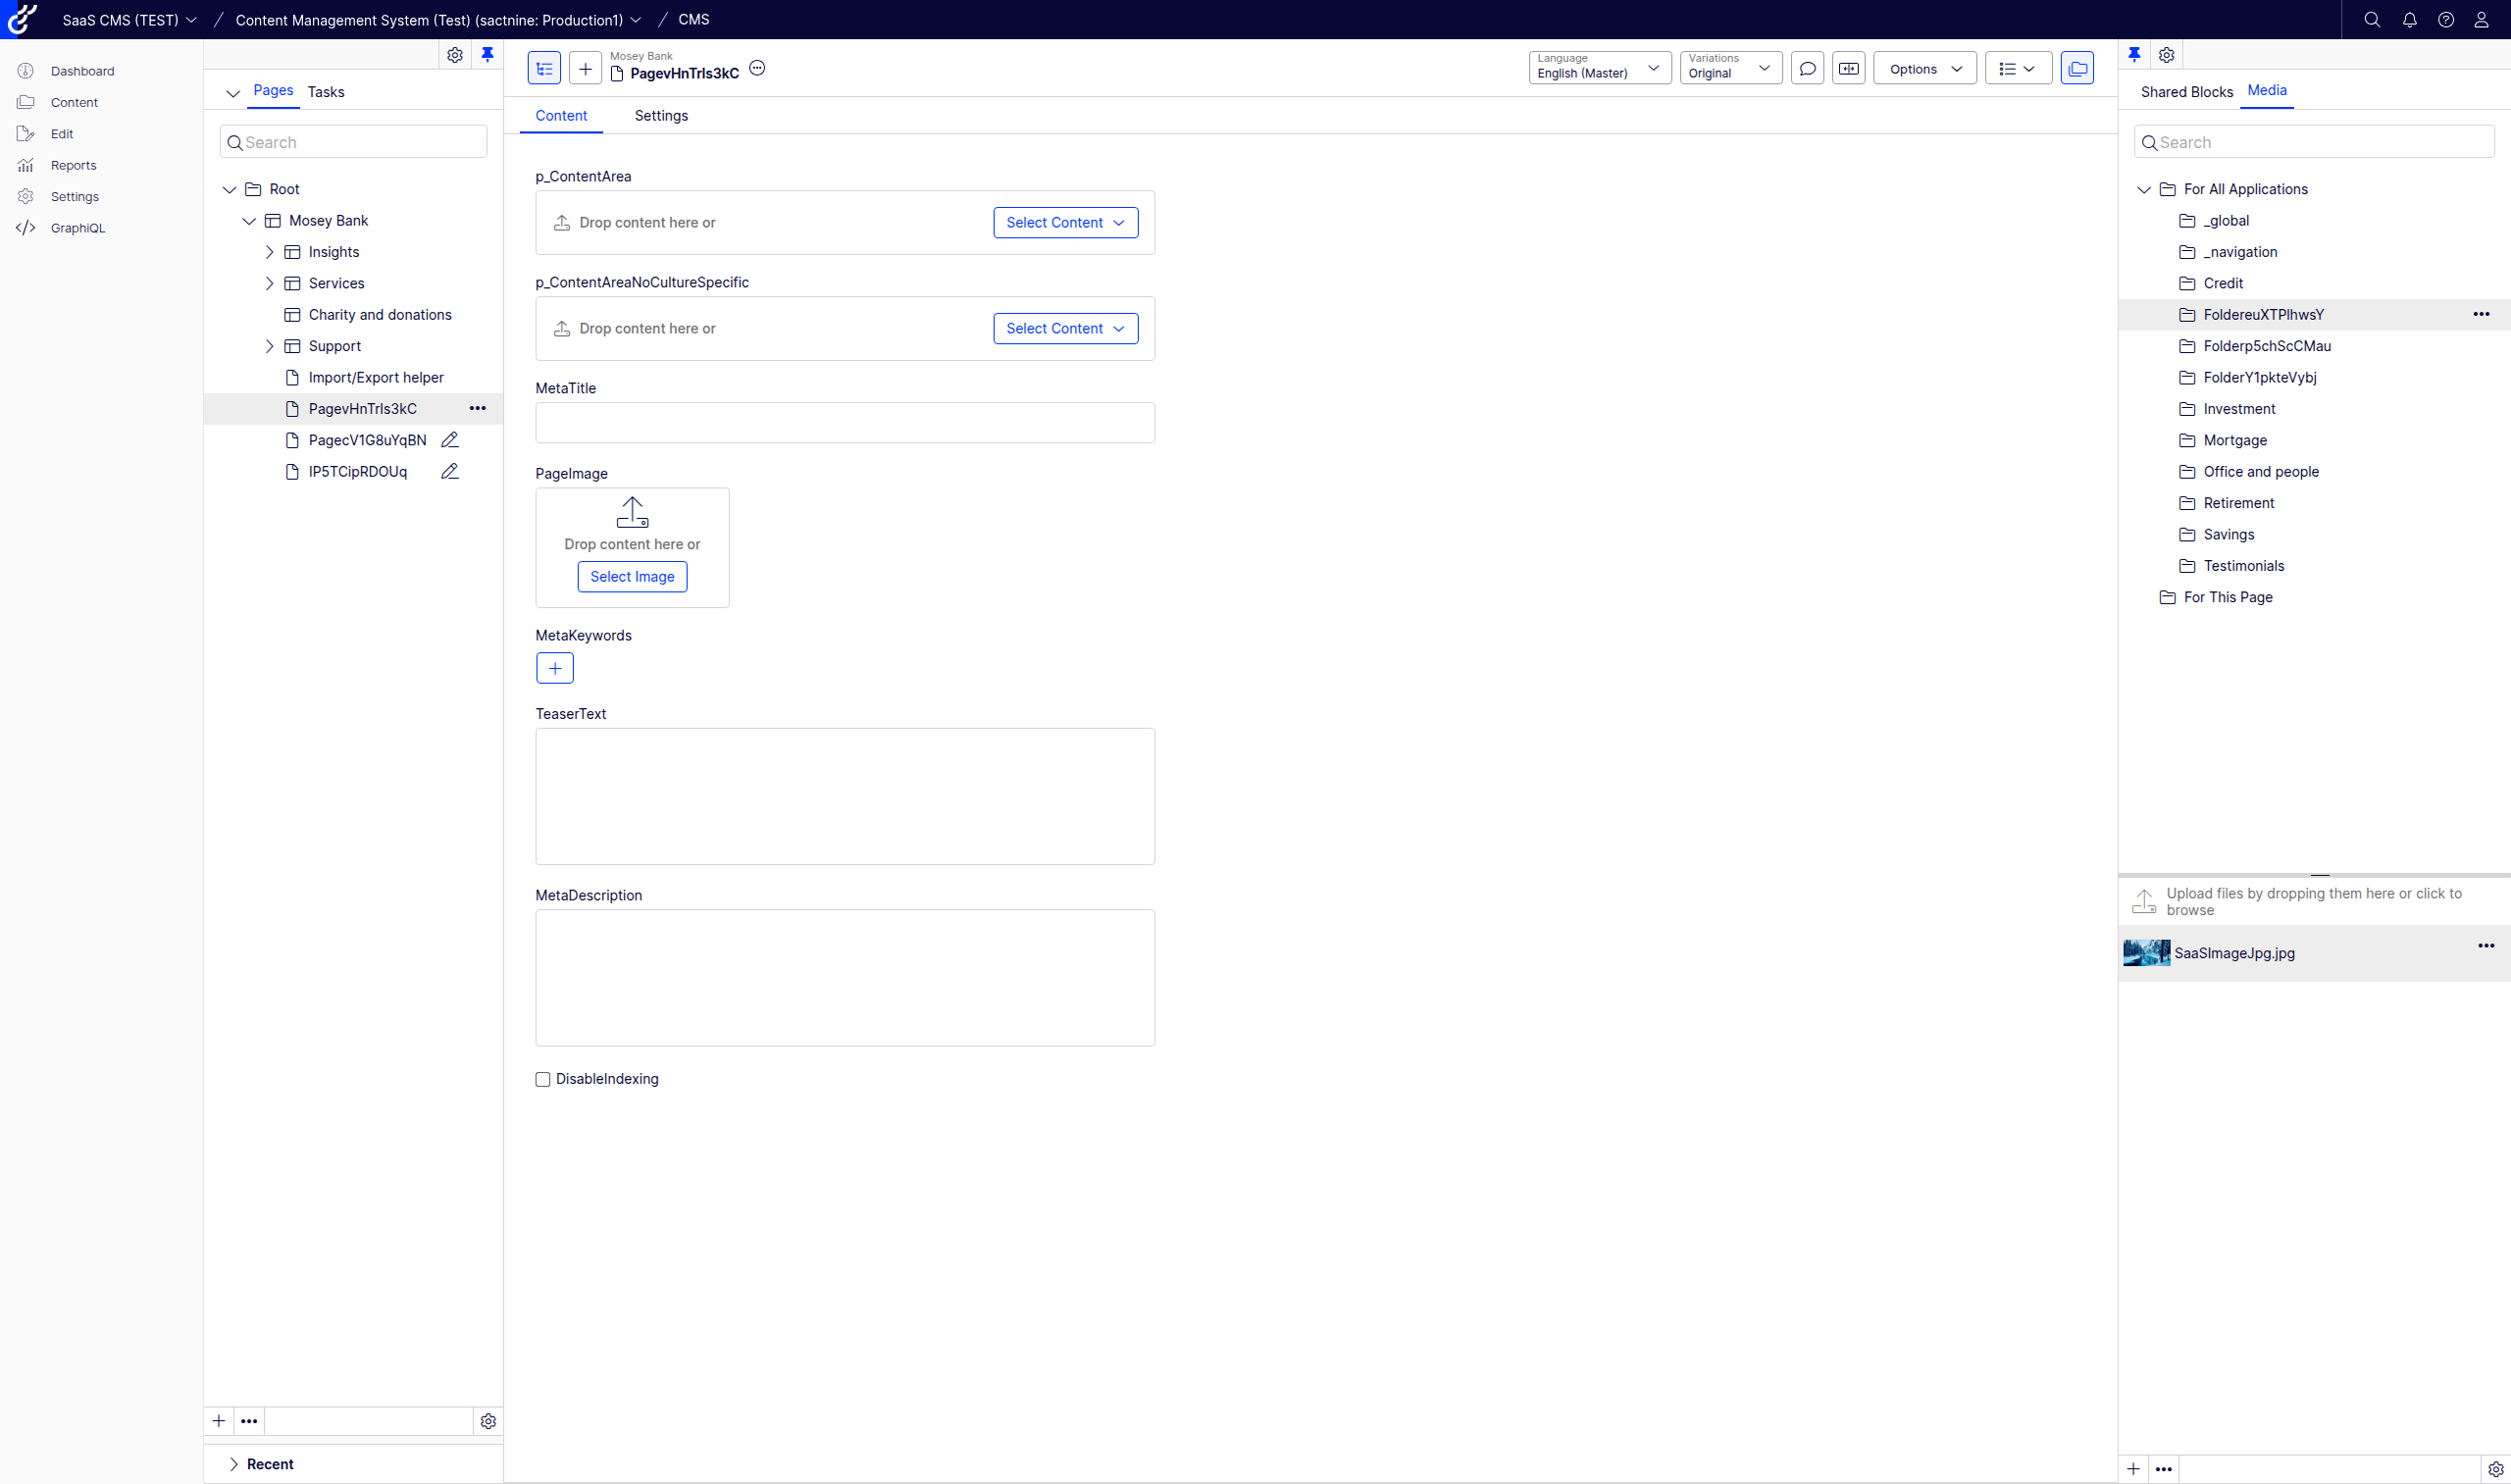 SaaS CMS (TEST) / Content Management System (Test) (sactnine: Production1) / CMS
Dashboard
Content
Edit
Reports
Settings
GraphiQL
Pages Tasks
Search
Root
Mosey Bank
Insights
Services
Charity and donations
Support
Import/Export helper
PagevHnTrIs3kC
PagecV1G8uYqBN
IP5TCipRDOUq
Recent
Mosey Bank
PagevHnTrIs3kC
Language
English (Master)
Variations
Original
Options
Content Settings
p_ContentArea
Drop content here or Select Content
p_ContentAreaNoCultureSpecific
Drop content here or Select Content
MetaTitle
PageImage
Drop content here or
Select Image
MetaKeywords
TeaserText
MetaDescription
DisableIndexing
Shared Blocks Media
Search
For All Applications
_global
_navigation
Credit
FoldereuXTPlhwsY
Folderp5chScCMau
FolderY1pkteVybj
Investment
Mortgage
Office and people
Retirement
Savings
Testimonials
For This Page
Upload files by dropping them here or click to
browse
SaaSImageJpg.jpg